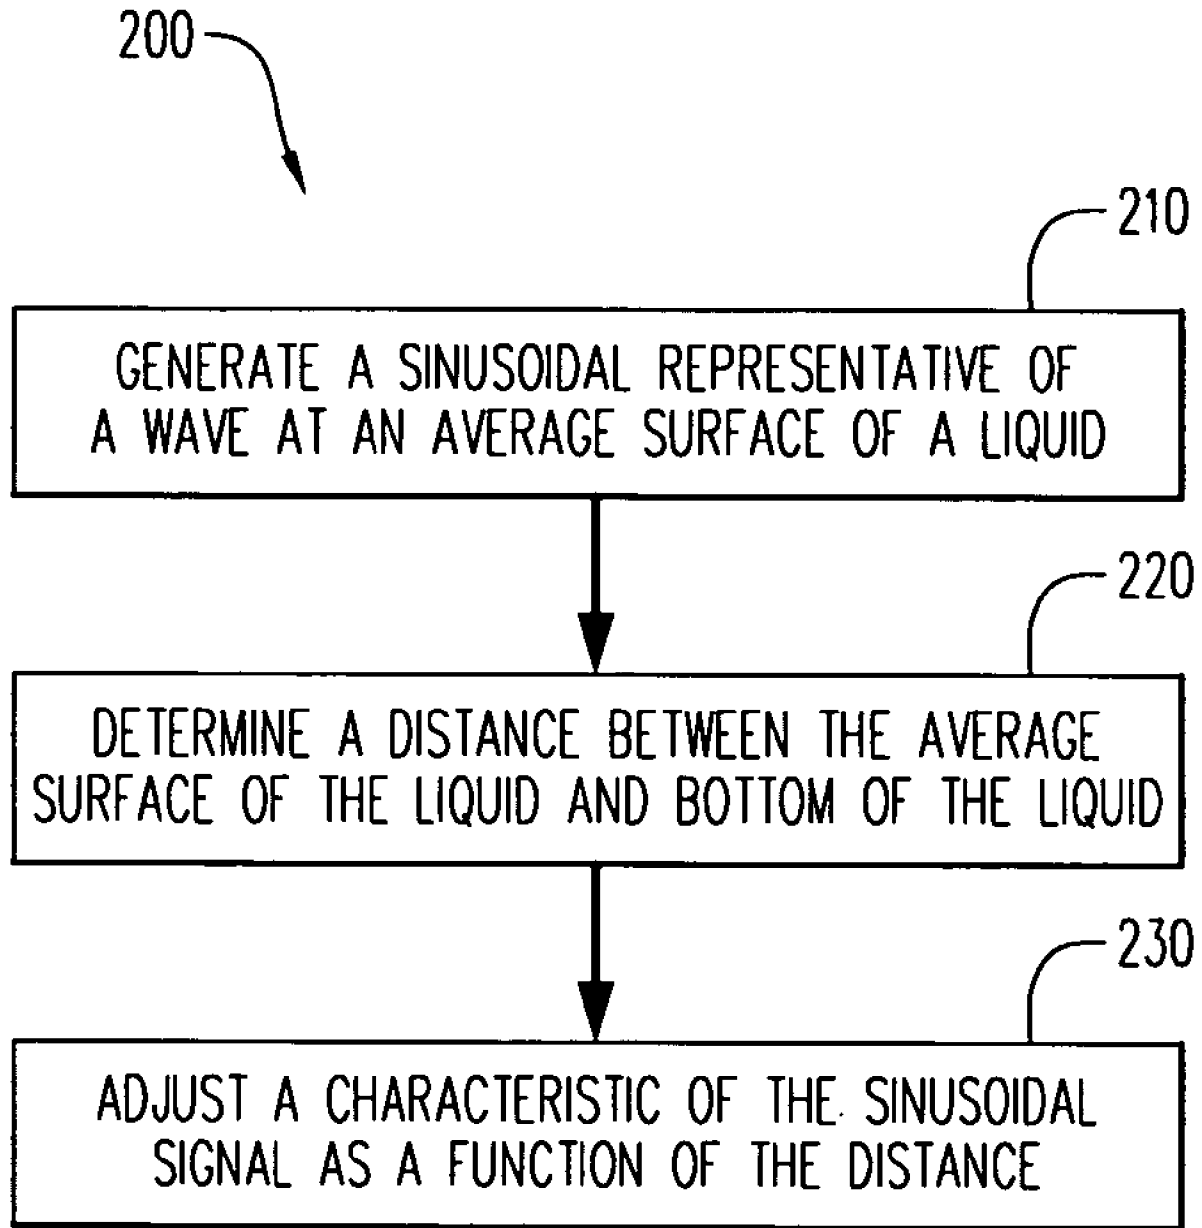 200
210
GENERATE A SINUSOIDAL REPRESENTATIVE OF
A WAVE AT AN AVERAGE SURFACE OF A LIQUID
220
DETERMINE A DISTANCE BETWEEN THE AVERAGE
SURFACE OF THE LIQUID AND BOTTOM OF THE LIQUID
230
ADJUST A CHARACTERISTIC OF THE SINUSOIDAL
SIGNAL AS A FUNCTION OF THE DISTANCE